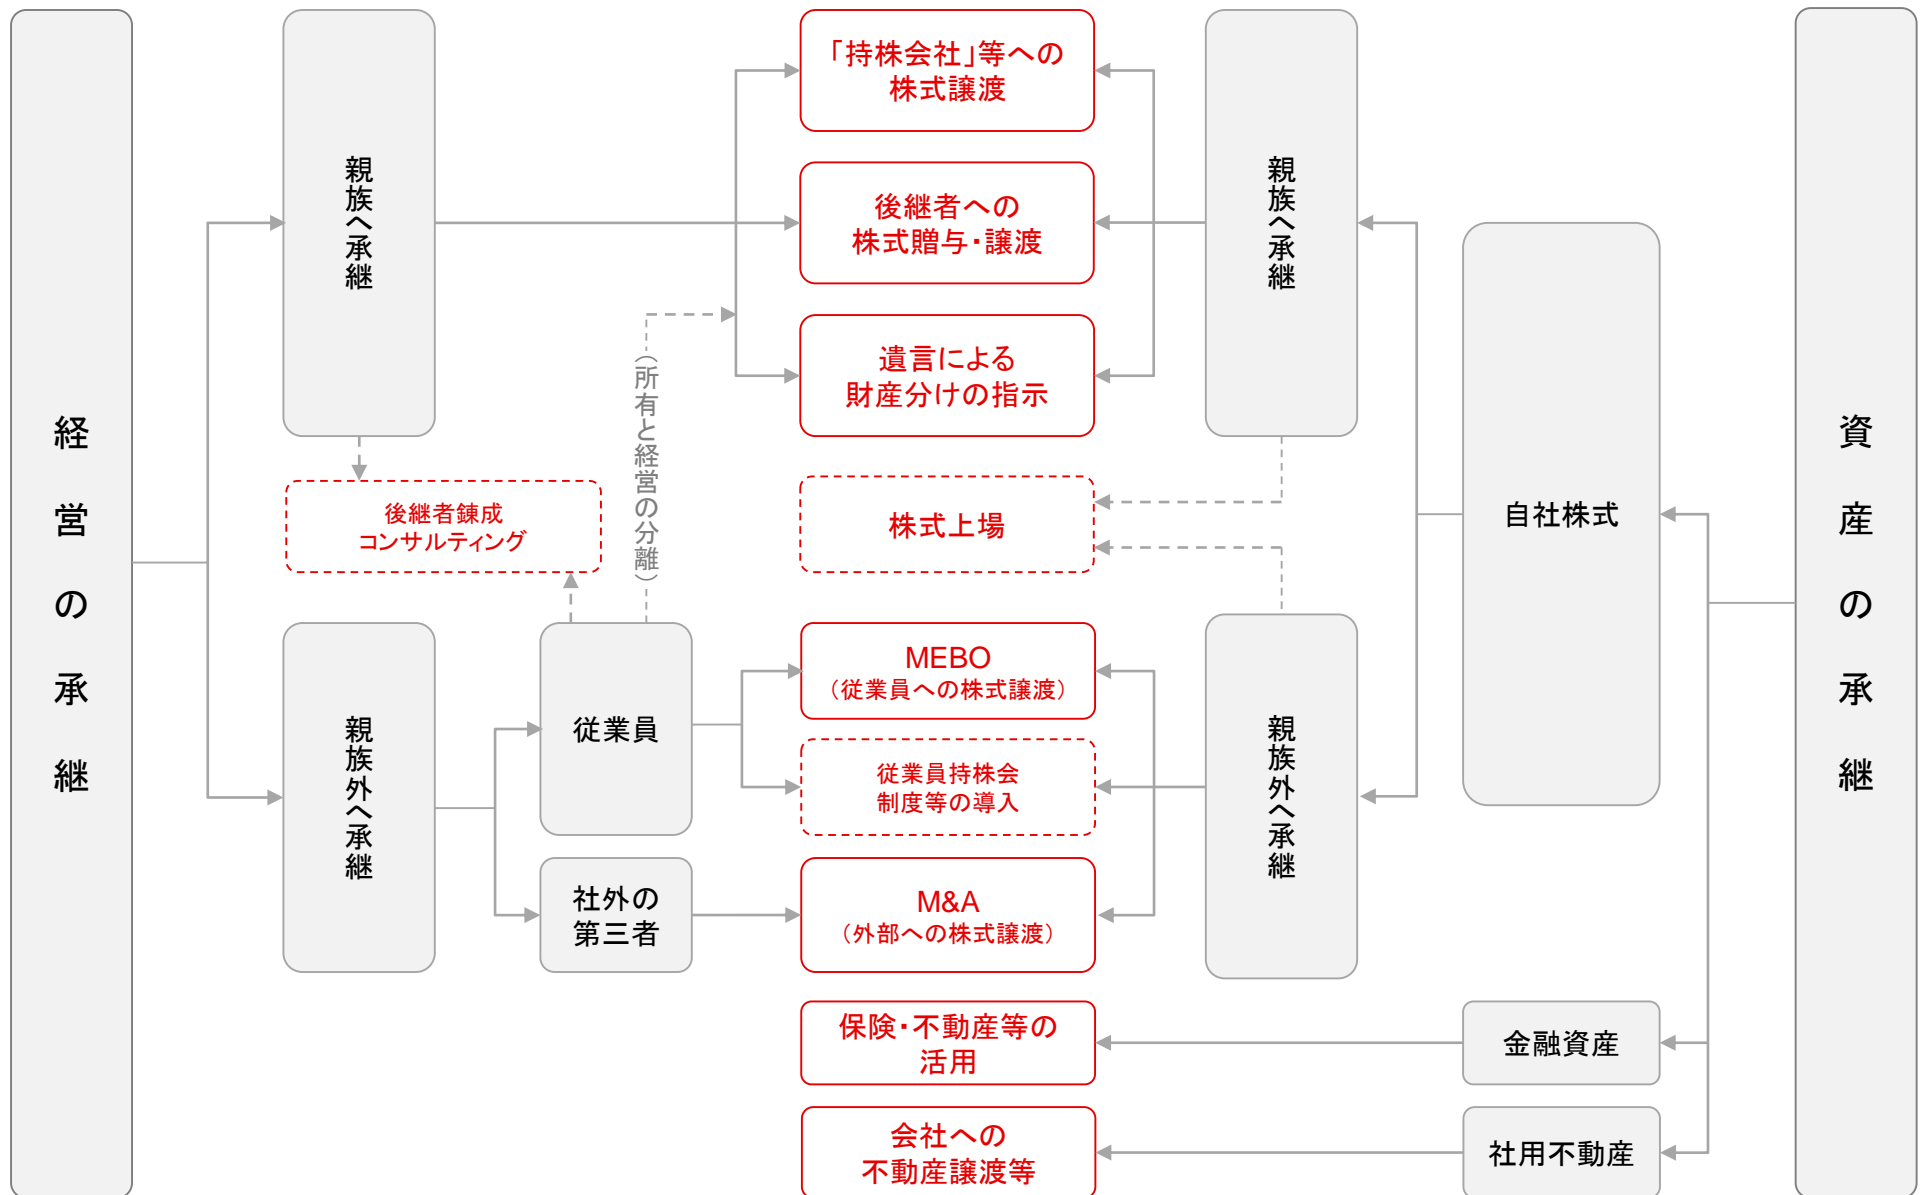 経営の承継
親族へ承継
「持株会社」等への
株式譲渡
後継者への
株式贈与・譲渡
遺言による
財産分けの指示
親族へ承継
(所有と経営の分離)
後継者錬成
コンサルティング
株式上場
自社株式
資産の承継
親族外へ承継
従業員
MEBO
(従業員への株式譲渡)
従業員持株会
制度等の導入
社外の
第三者
M&A
(外部への株式譲渡)
親族外へ承継
保険・不動産等の
活用
金融資産
会社への
不動産譲渡等
社用不動産